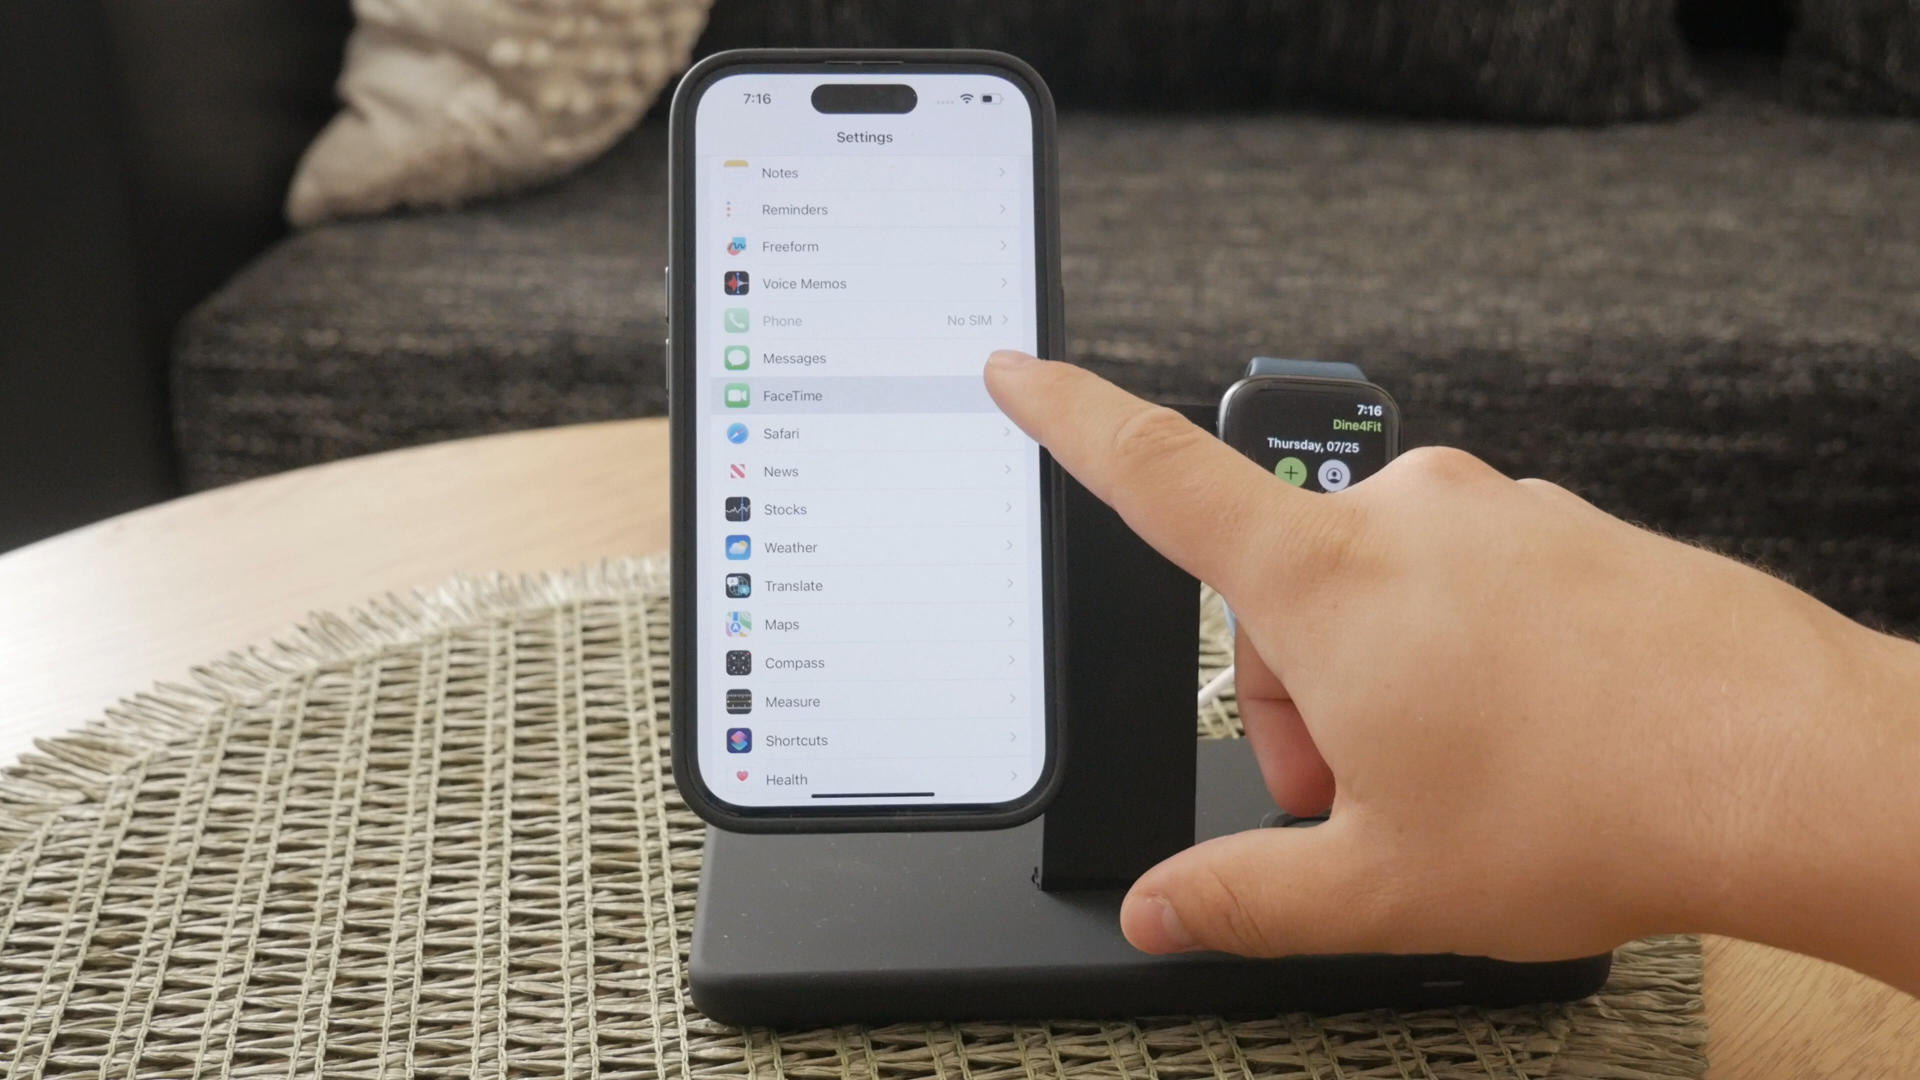 7:16
Settings
Notes
Reminders
Freeform
Voice Memos
Phone No SIM
Messages
FaceTime
Safari
News
Stocks
Weather
Translate
Maps
Compass
Measure
Shortcuts
Health
7:16
Dine4Fit
Thursday, 07/25